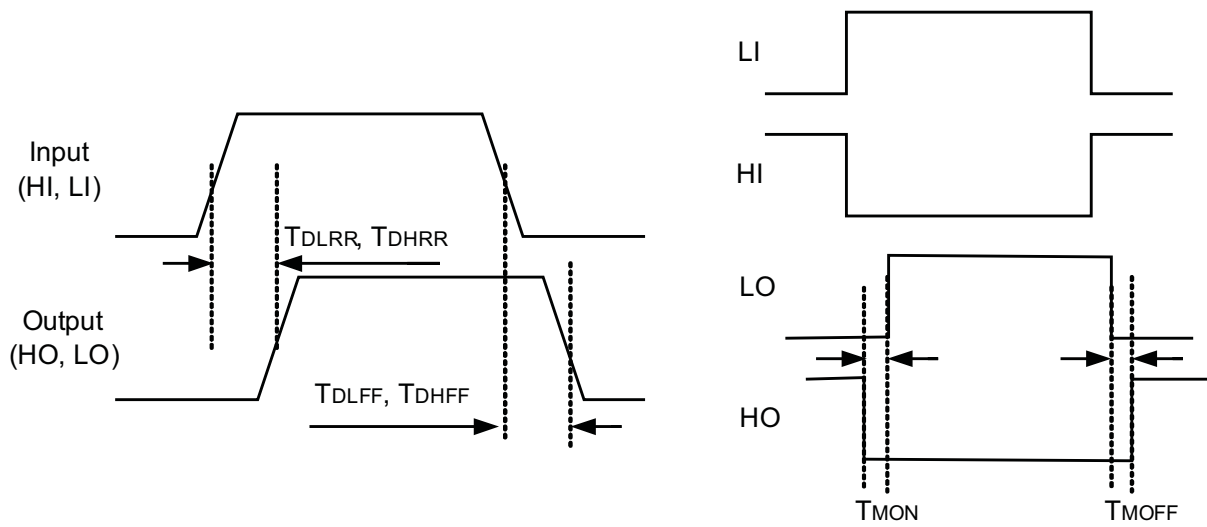 Input
(HI, LI)
TDLRR, TDHRR
Output
(HO, LO)
TDLFF, TDHFF
LI
HI
LO
HO
TMON
TMOFF